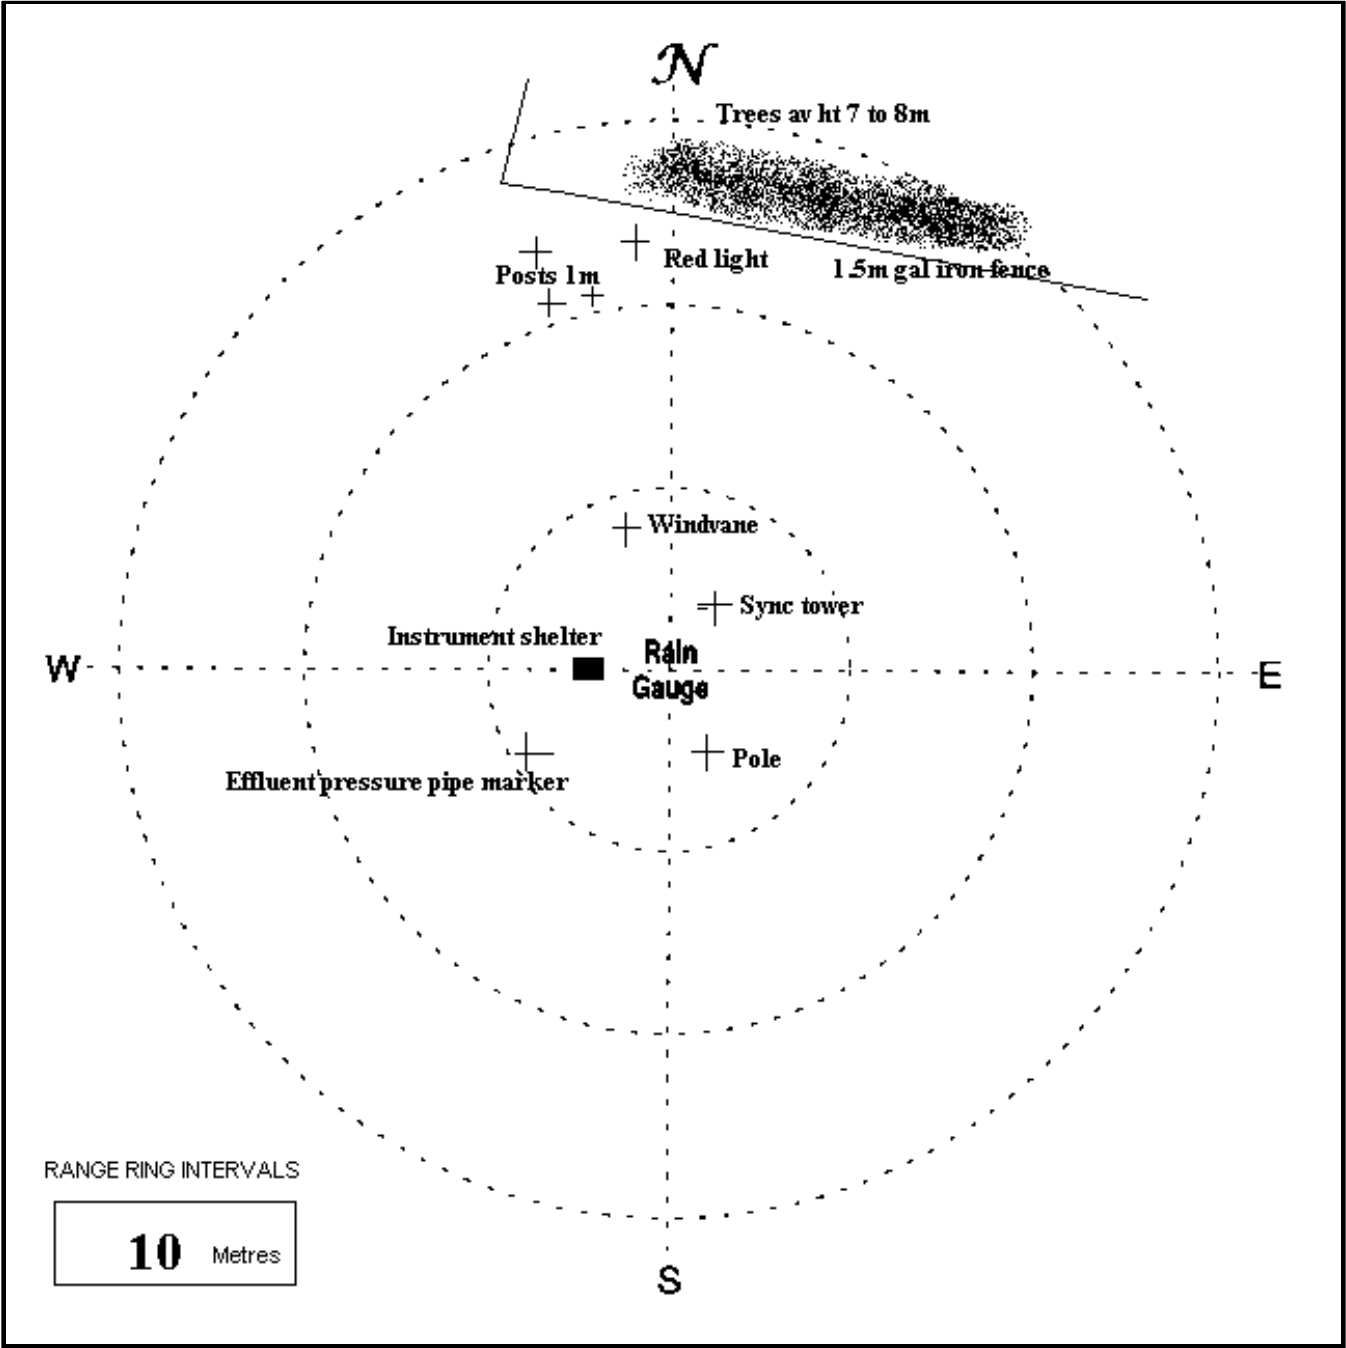 N
Trees av ht 7 to 8m
Red light
1.5m gal iron fence
Posts 1m
Windvane
Sync tower
Instrument shelter
Rain
Gauge
W
E
Pole
Effluent pressure pipe marker
RANGE RING INTERVALS
10 Metres
S